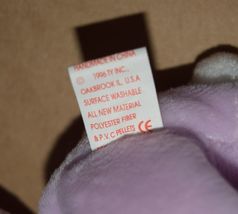 HANDMADE IN CHINA
© 1996 TY INC.,
OAKBROOK IL, U.S.A
SURFACE WASHABLE
ALL NEW MATERIAL
POLYESTER FIBER
& P.V.C PELLETS CE